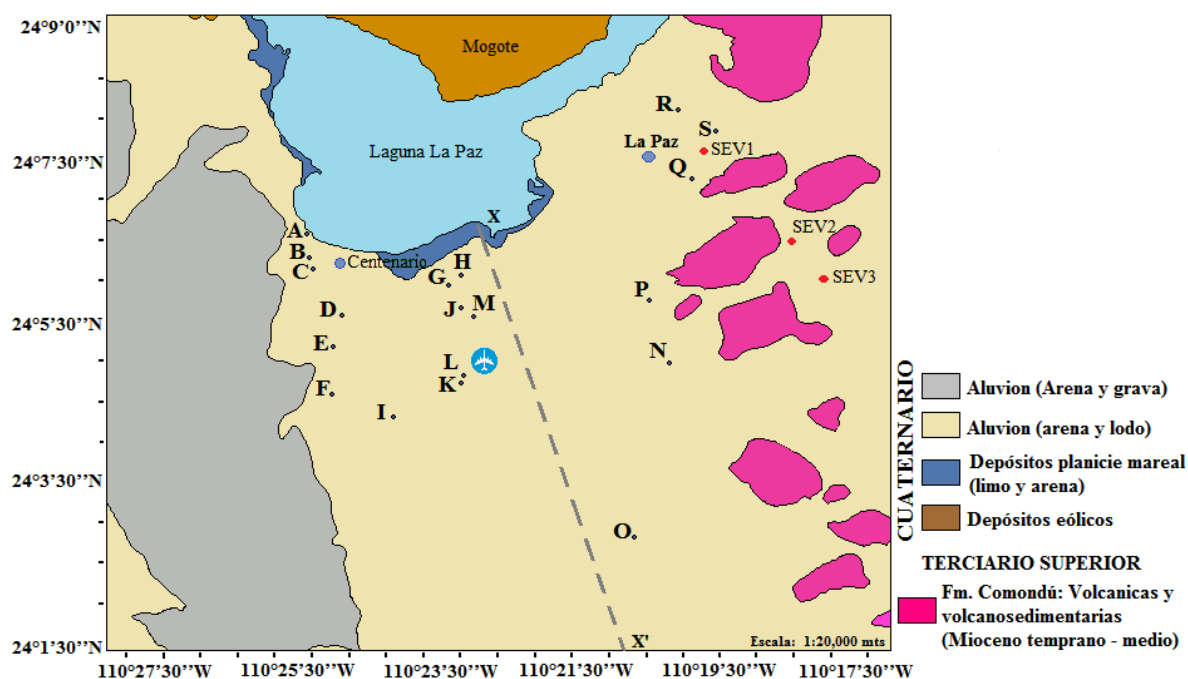 24°9'0''N
Mogote
R
S
La Paz
SEV1
Laguna La Paz
24°7'30''N
Q
X
A
SEV2
B
Centenario
C
H
G
SEV3
P
D
J
M
24°5'30''N
E
N
L
K
F
I
CUATERNARIO
Aluvion (Arena y grava)
Aluvion (arena y lodo)
Depósitos planicie mareal
(limo y arena)
Depósitos eólicos
24°3'30''N
O
TERCIARIO SUPERIOR
Fm. Comondú: Volcanicas y
volcanosedimentarias
(Mioceno temprano - medio)
24°1'30''N
X'
Escala: 1:20,000 mts
110°27'30''W
110°25'30''W
110°23'30''W
110°21'30''W
110°19'30''W
110°17'30''W